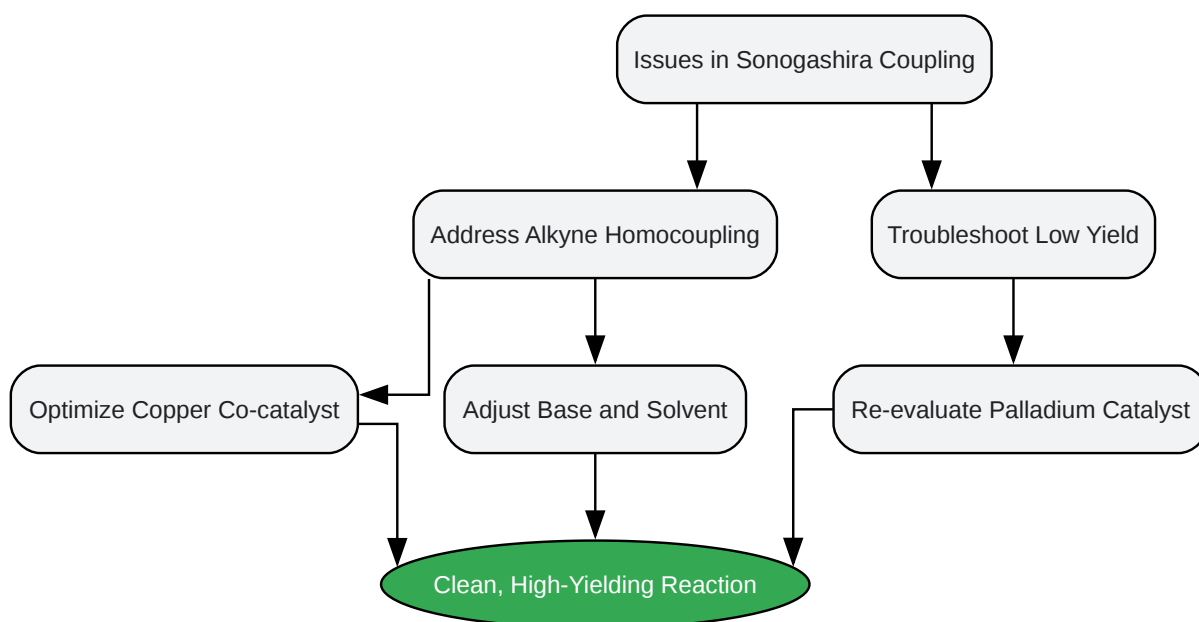 Issues in Sonogashira Coupling
Address Alkyne Homocoupling
Troubleshoot Low Yield
Optimize Copper Co-catalyst
Adjust Base and Solvent
Re-evaluate Palladium Catalyst
Clean, High-Yielding Reaction